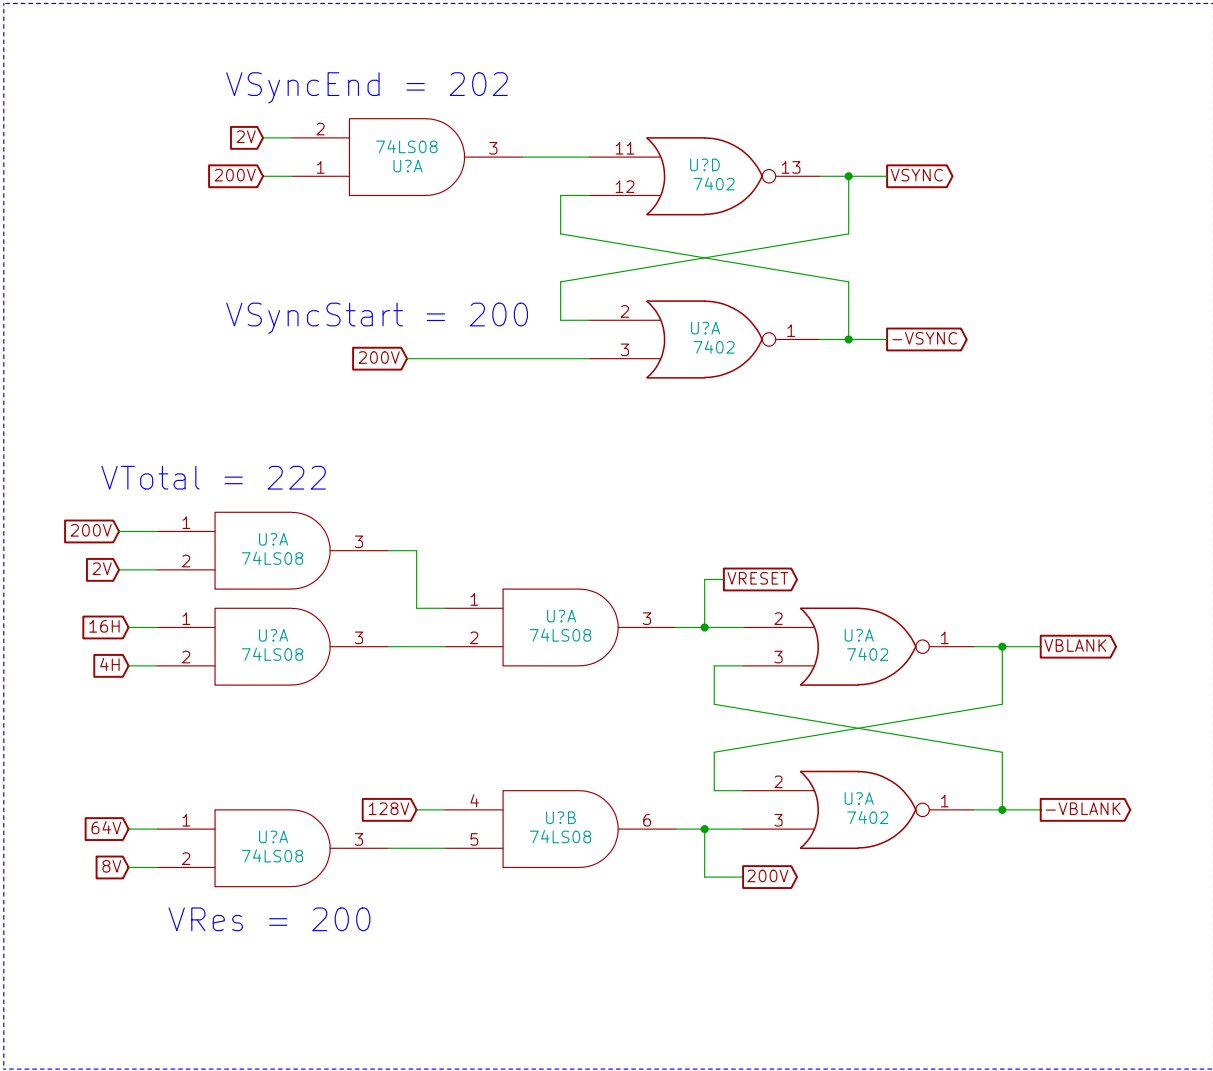 VSyncEnd = 202
2V
2
1
200V
74LS08
U?A
3
11
12
U?D
7402
13
VSYNC
VSyncStart = 200
200V
2
3
U?A
7402
1
-VSYNC
VTotal = 222
200V
1
2V
2
U?A
74LS08
3
16H
1
4H
2
U?A
74LS08
3
1
2
U?A
74LS08
3
VRESET
2
3
U?A
7402
1
VBLANK
64V
1
8V
2
U?A
74LS08
3
128V
4
5
U?B
74LS08
6
200V
2
3
U?A
7402
1
-VBLANK
VRes = 200